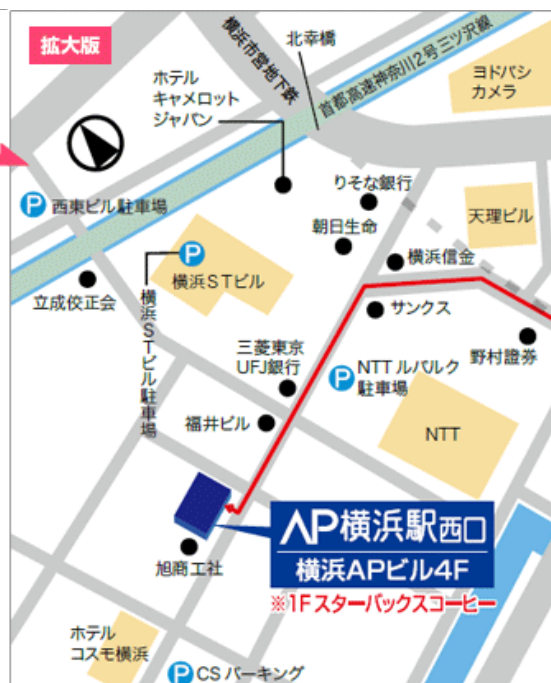 拡大版
北幸橋
横浜市営地下鉄
首都高速神奈川2号三ツ沢線
ヨドバシ
カメラ
ホテル
キャメロット
ジャパン
りそな銀行
P 西東ビル駐車場
朝日生命
天理ビル
P
横浜STビル
横浜信金
立成佼正会
サンクス
横浜STビル駐車場
三菱東京
UFJ銀行
野村證券
P NTTルパルク
駐車場
福井ビル
NTT
AP横浜駅西口
横浜APビル4F
※1Fスターバックスコーヒー
旭商工社
ホテル
コスモ横浜
P CSパーキング